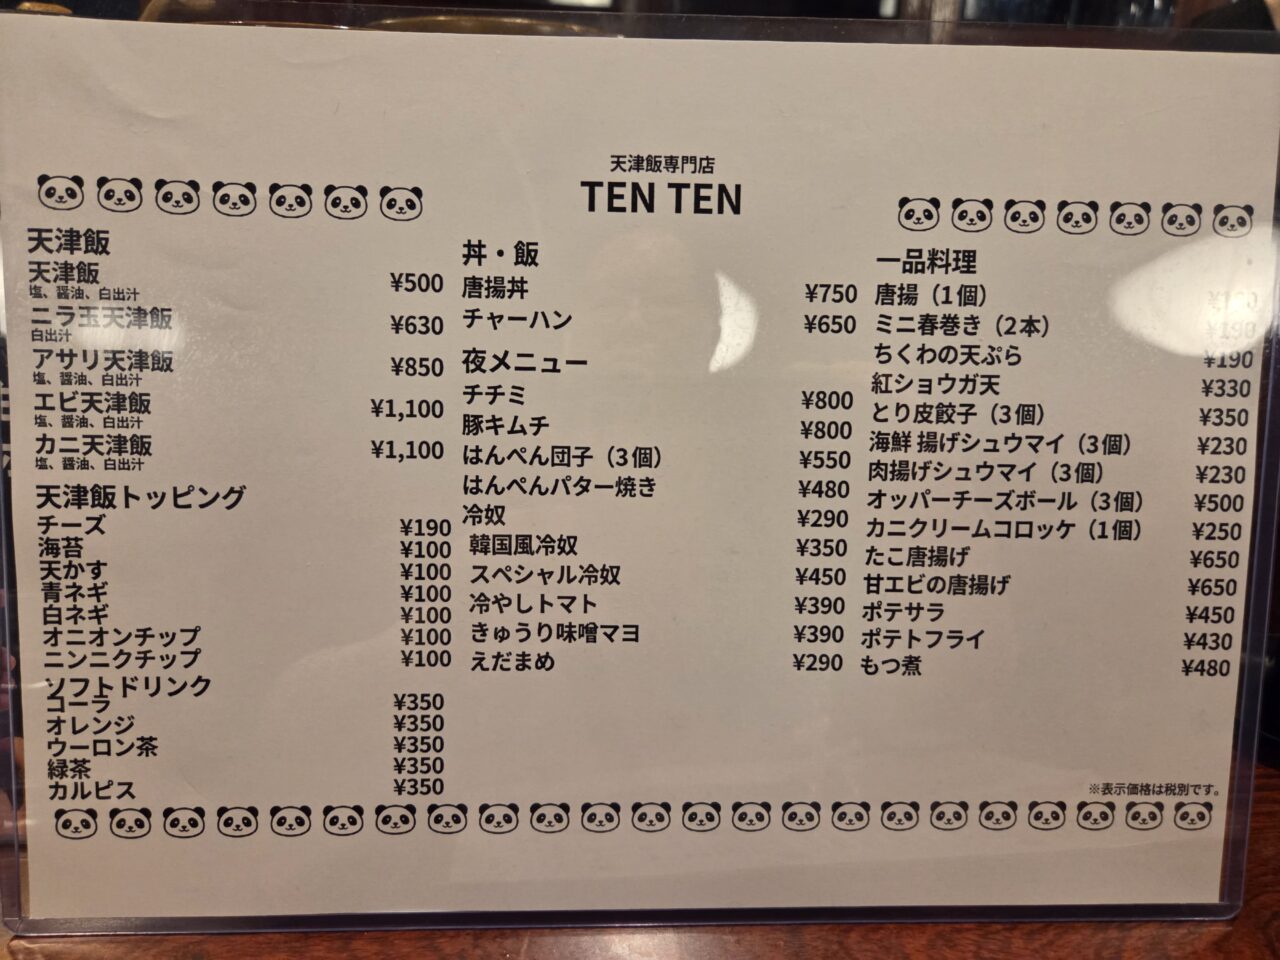 天津飯専門店
TEN TEN
天津飯
天津飯 ¥500
塩、醤油、白出汁
ニラ玉天津飯 ¥630
白出汁
アサリ天津飯 ¥850
塩、醤油、白出汁
エビ天津飯 ¥1,100
塩、醤油、白出汁
カニ天津飯 ¥1,100
塩、醤油、白出汁
天津飯トッピング
チーズ ¥190
海苔 ¥100
天かす ¥100
青ネギ ¥100
白ネギ ¥100
オニオンチップ ¥100
ニンニクチップ ¥100
ソフトドリンク
コーラ ¥350
オレンジ ¥350
ウーロン茶 ¥350
緑茶 ¥350
カルピス ¥350
丼・飯
唐揚丼 ¥750
チャーハン ¥650
夜メニュー
チヂミ ¥800
豚キムチ ¥800
はんぺん団子（3個） ¥550
はんぺんバター焼き ¥480
冷奴 ¥290
韓国風冷奴 ¥350
スペシャル冷奴 ¥450
冷やしトマト ¥390
きゅうり味噌マヨ ¥390
えだまめ ¥290
一品料理
唐揚（1個）
ミニ春巻き（2本） ¥190
ちくわの天ぷら ¥190
紅ショウガ天 ¥330
とり皮餃子（3個） ¥350
海鮮 揚げシュウマイ（3個） ¥230
肉揚げシュウマイ（3個） ¥230
オッパーチーズボール（3個） ¥500
カニクリームコロッケ（1個） ¥250
たこ唐揚げ ¥650
甘エビの唐揚げ ¥650
ポテサラ ¥450
ポテトフライ ¥430
もつ煮 ¥480
※表示価格は税別です。